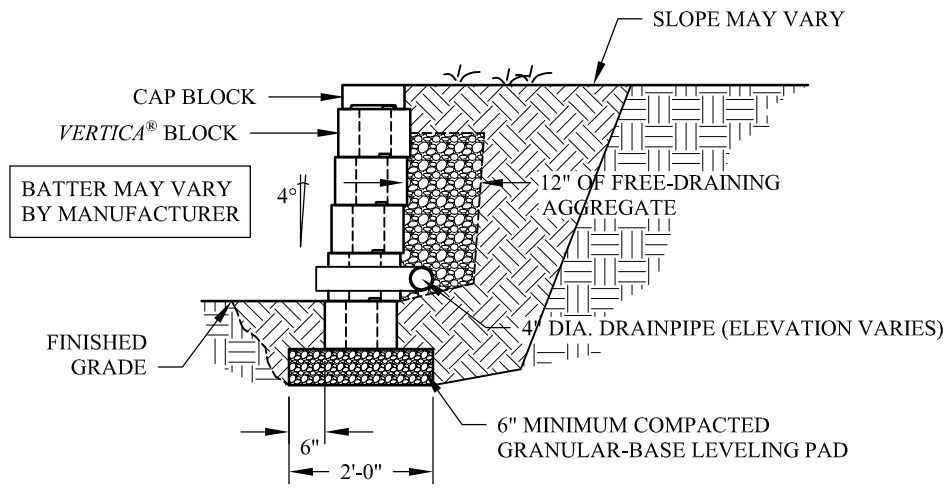 SLOPE MAY VARY
CAP BLOCK
VERTICA® BLOCK
BATTER MAY VARY
BY MANUFACTURER
4°
12" OF FREE-DRAINING
AGGREGATE
4" DIA. DRAINPIPE (ELEVATION VARIES)
FINISHED
GRADE
6" MINIMUM COMPACTED
GRANULAR-BASE LEVELING PAD
6"
2'-0"